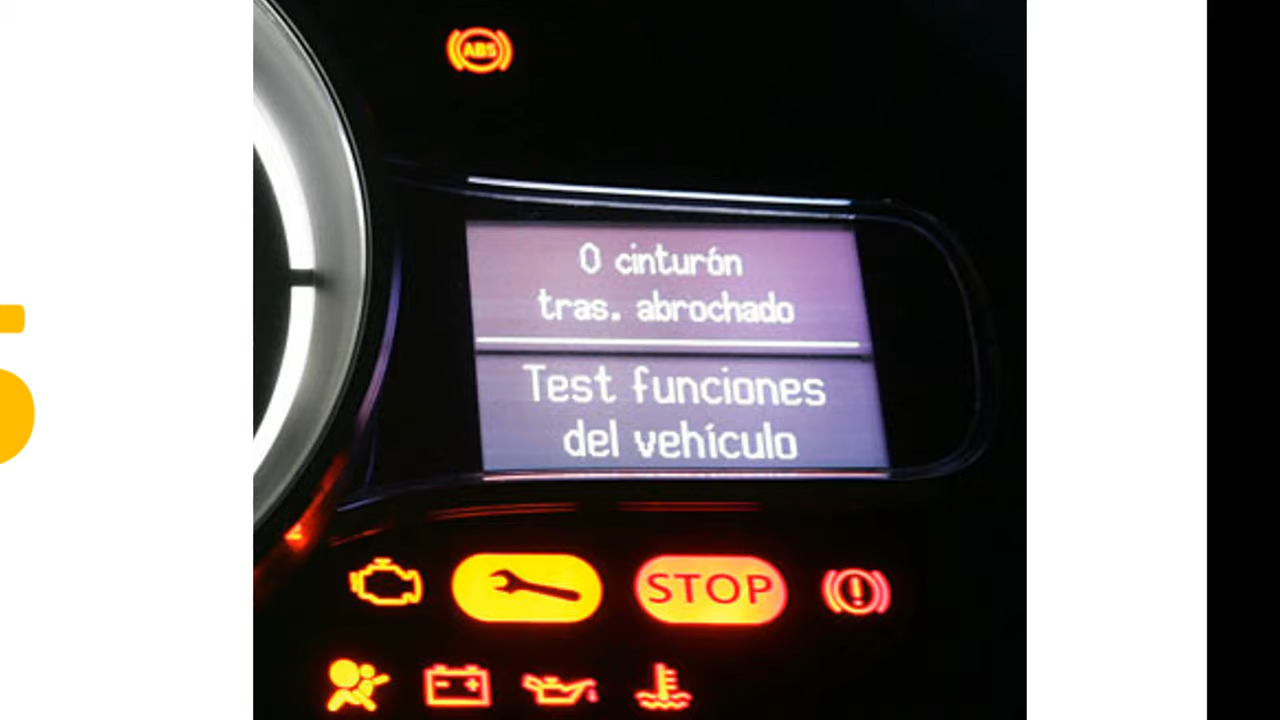 ABS
0 cinturón
tras. abrochado
Test funciones
del vehículo
STOP